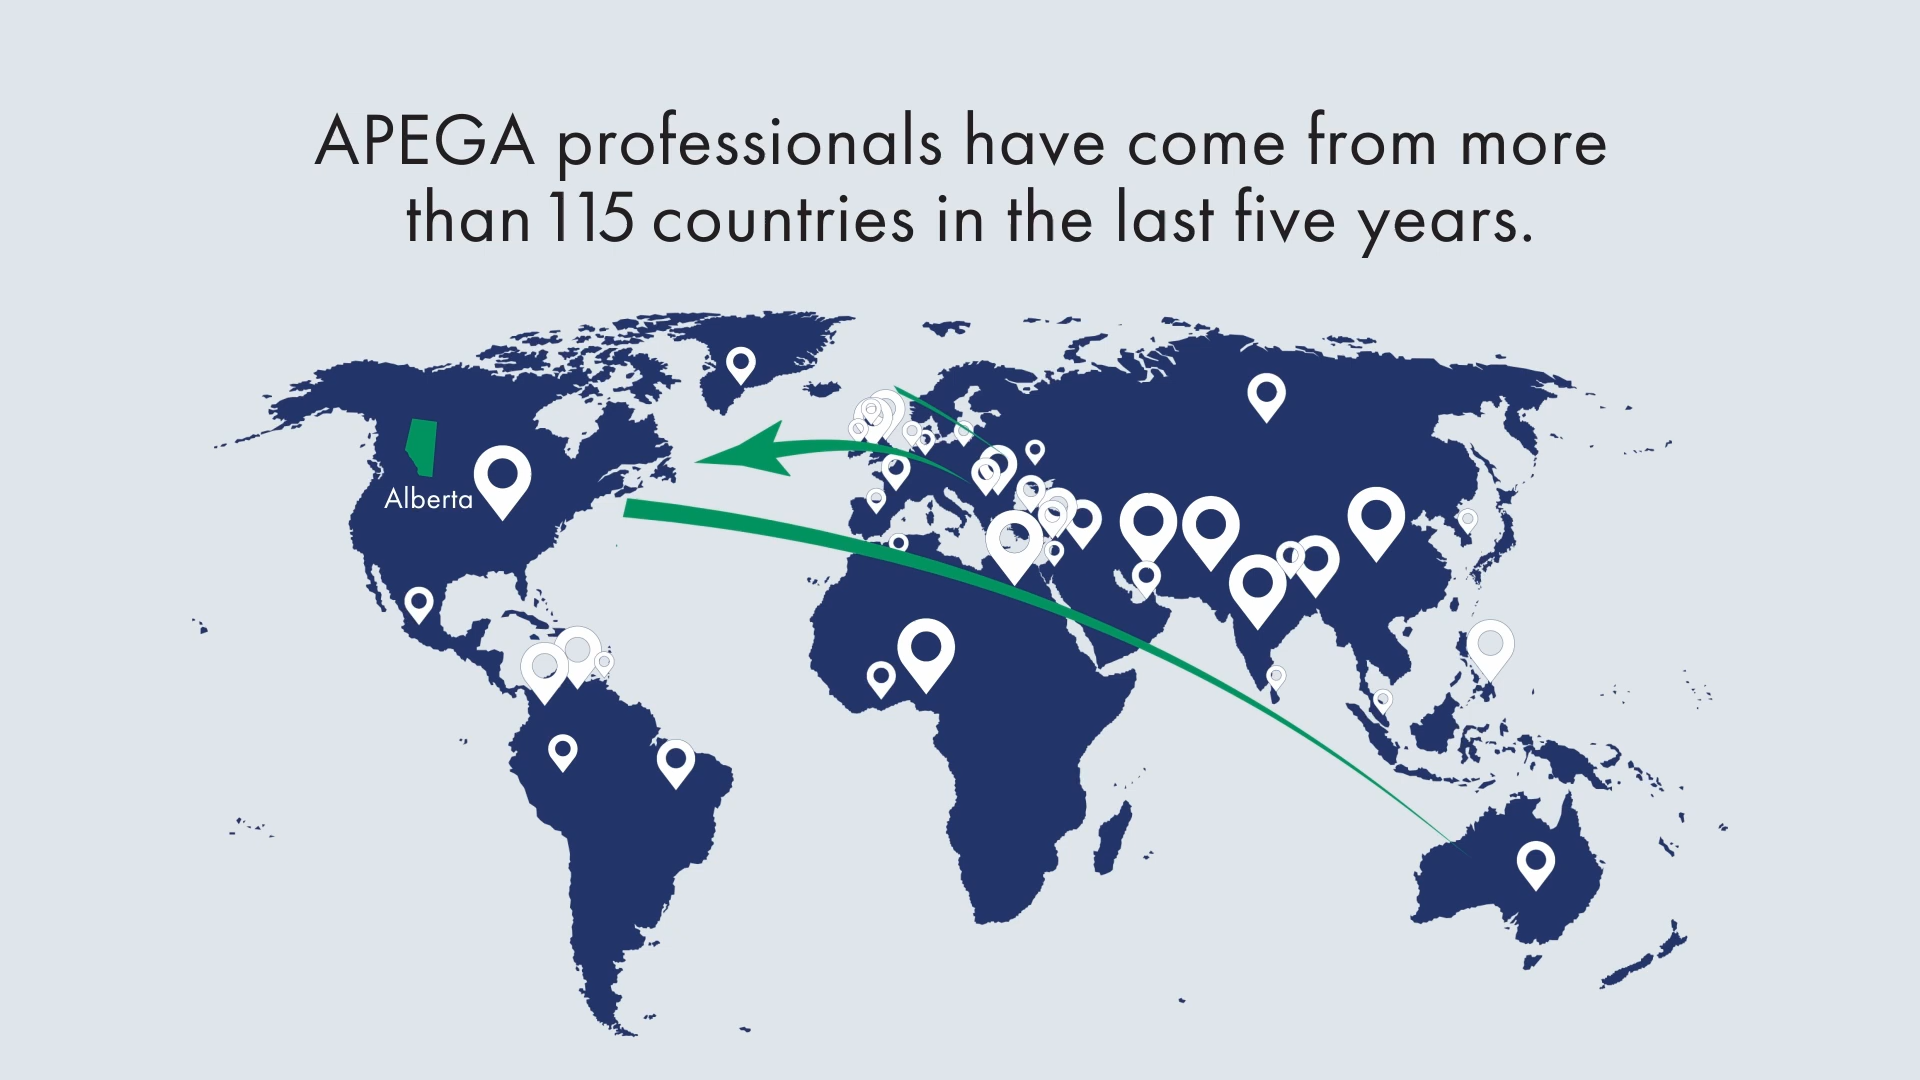 APEGA professionals have come from more
than 115 countries in the last five years.
Alberta